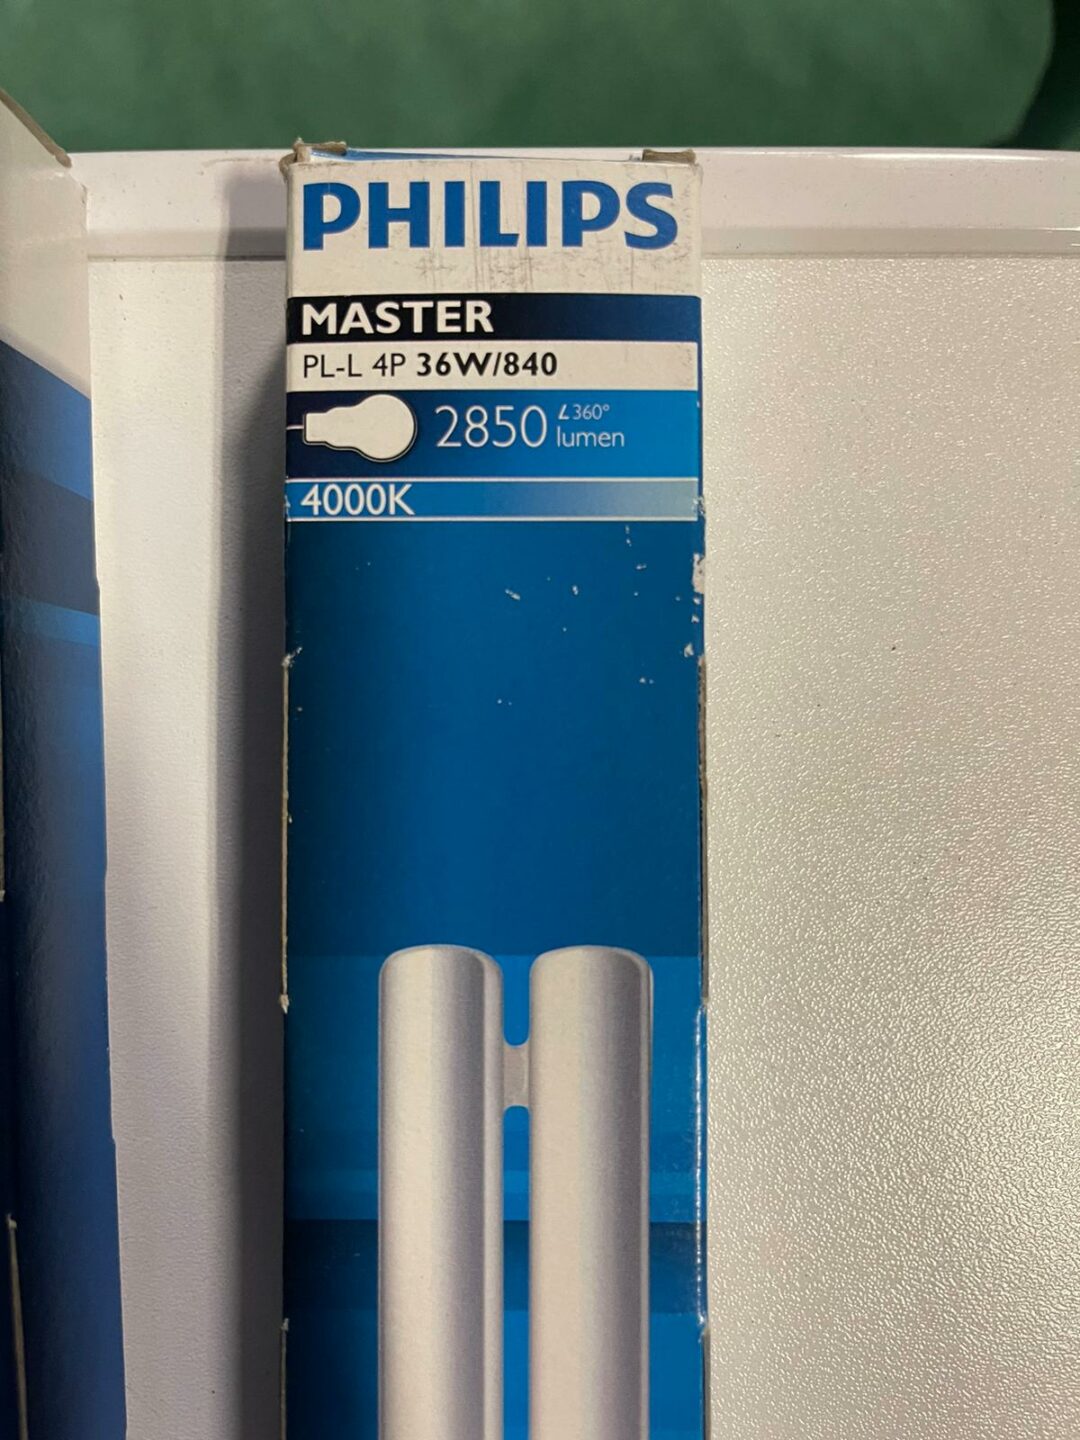 PHILIPS
MASTER
PL-L 4P 36W/840
2850 ∠360°
lumen
4000K